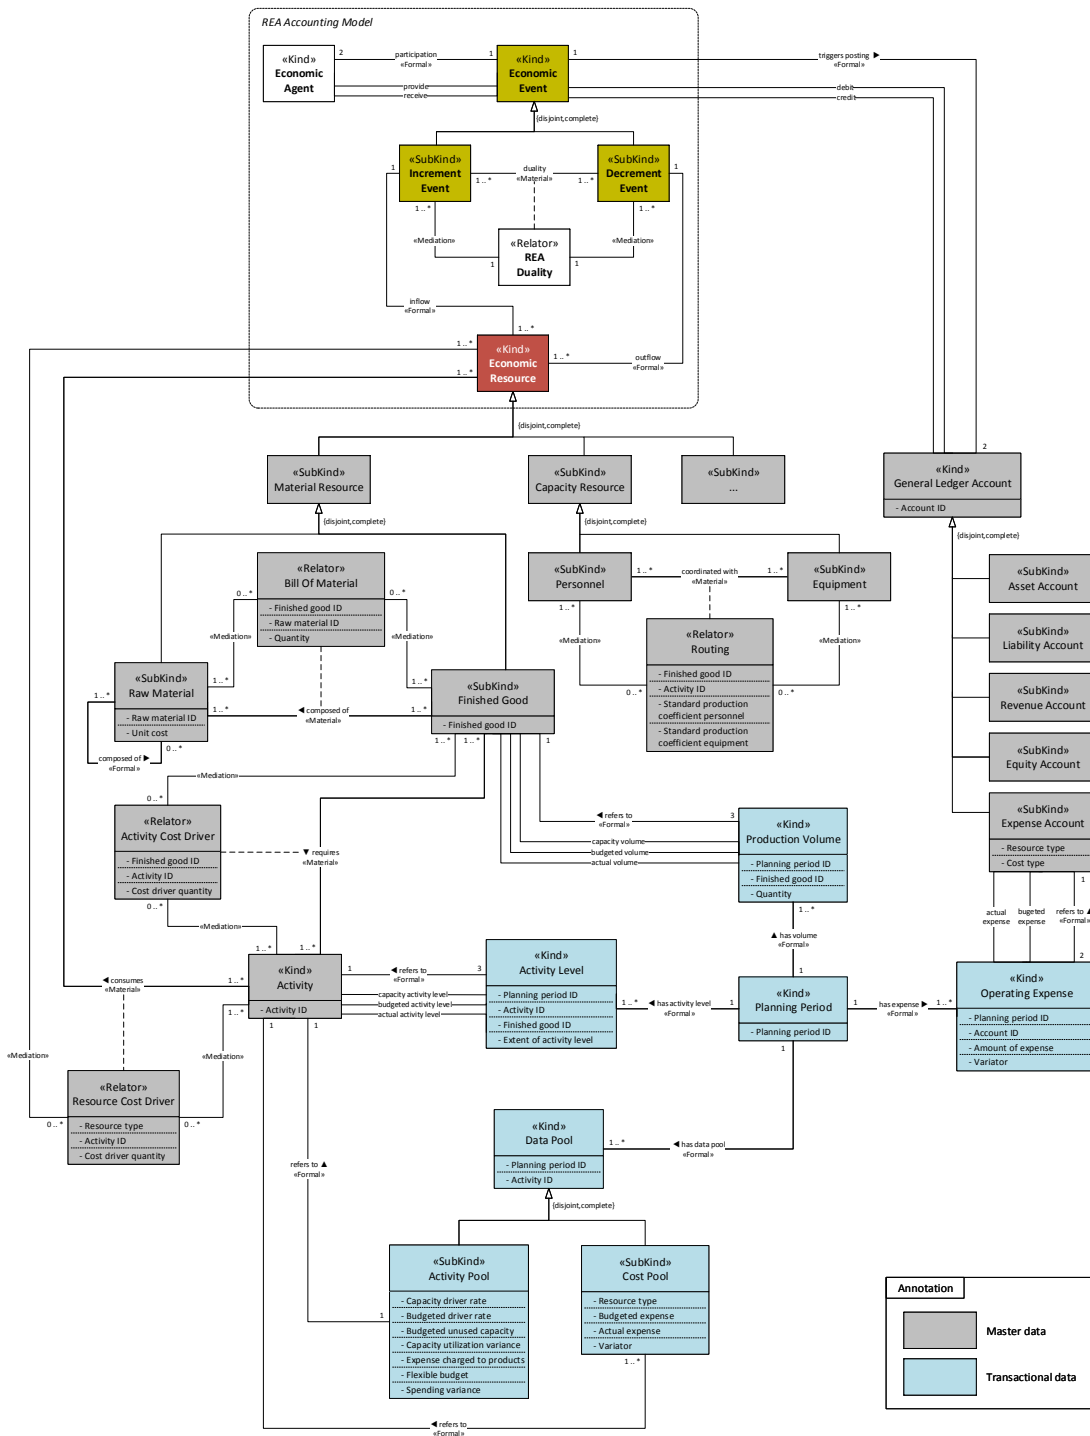 REA Accounting Model
«Kind»
Economic
Agent
2
participation
«Formal»
1
provide
receive
«Kind»
Economic
Event
1
triggers posting ►
«Formal»
debit
credit
{disjoint,complete}
«SubKind»
Increment
Event
1
1 .. *
duality
«Material»
1 .. *
«SubKind»
Decrement
Event
1
1 .. *
1 .. *
«Mediation»
«Mediation»
«Relator»
REA
Duality
1
1
inflow
«Formal»
1 .. *
1 .. *
1 .. *
«Kind»
Economic
Resource
1 .. *
outflow
«Formal»
{disjoint,complete}
«SubKind»
Material Resource
«SubKind»
Capacity Resource
«SubKind»
...
2
«Kind»
General Ledger Account
- Account ID
{disjoint,complete}
{disjoint,complete}
{disjoint,complete}
«Relator»
Bill Of Material
- Finished good ID
- Raw material ID
- Quantity
0 .. *
0 .. *
«Mediation»
«Mediation»
«SubKind»
Personnel
1 .. *
coordinated with
«Material»
1 .. *
«SubKind»
Equipment
1 .. *
1 .. *
«Mediation»
«Mediation»
«Relator»
Routing
- Finished good ID
- Activity ID
- Standard production
coefficient personnel
- Standard production
coefficient equipment
0 .. *
0 .. *
«SubKind»
Asset Account
«SubKind»
Liability Account
«SubKind»
Revenue Account
«SubKind»
Equity Account
«SubKind»
Expense Account
- Resource type
- Cost type
«SubKind»
Raw Material
- Raw material ID
- Unit cost
1 .. *
1 .. *
1 .. *
0 .. *
composed of ►
«Formal»
◄ composed of
«Material»
1 .. *
1 .. *
«SubKind»
Finished Good
- Finished good ID
1 .. *
1 .. *
1
«Mediation»
0 .. *
«Relator»
Activity Cost Driver
- Finished good ID
- Activity ID
- Cost driver quantity
0 .. *
▼ requires
«Material»
«Mediation»
1 .. *
1 .. *
◄ refers to
«Formal»
3
capacity volume
budgeted volume
actual volume
«Kind»
Production Volume
- Planning period ID
- Finished good ID
- Quantity
1 .. *
▲ has volume
«Formal»
1
1
actual
expense
bugeted
expense
refers to ▲
«Formal»
2
◄ consumes
«Material»
1 .. *
1 .. *
«Kind»
Activity
- Activity ID
1
◄ refers to
«Formal»
3
capacity activity level
budgeted activity level
actual activity level
1
1
«Kind»
Activity Level
- Planning period ID
- Activity ID
- Finished good ID
- Extent of activity level
1 .. *
◄ has activity level
«Formal»
1
«Kind»
Planning Period
- Planning period ID
1
1
has expense ►
«Formal»
1 .. *
«Kind»
Operating Expense
- Planning period ID
- Account ID
- Amount of expense
- Variator
«Mediation»
«Mediation»
«Relator»
Resource Cost Driver
- Resource type
- Activity ID
- Cost driver quantity
0 .. *
0 .. *
«Kind»
Data Pool
- Planning period ID
- Activity ID
1 .. *
◄ has data pool
«Formal»
refers to ▲
«Formal»
{disjoint,complete}
«SubKind»
Activity Pool
- Capacity driver rate
- Budgeted driver rate
- Budgeted unused capacity
- Capacity utilization variance
- Expense charged to products
- Flexible budget
- Spending variance
1
«SubKind»
Cost Pool
- Resource type
- Budgeted expense
- Actual expense
- Variator
1 .. *
◄ refers to
«Formal»
Annotation
Master data
Transactional data